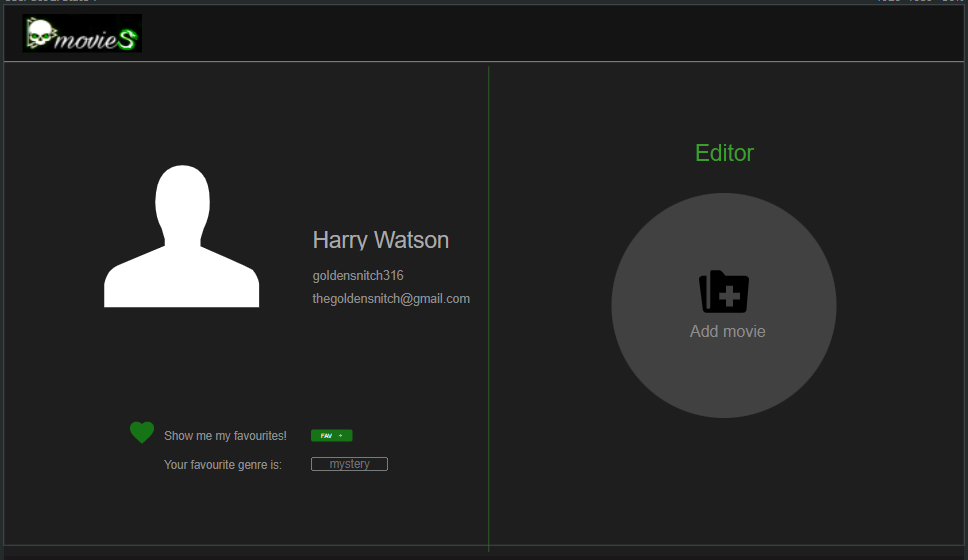 movieS
Harry Watson
goldensnitch316
thegoldensnitch@gmail.com
Show me my favourites!
FAV
Your favourite genre is:
mystery
Editor
Add movie